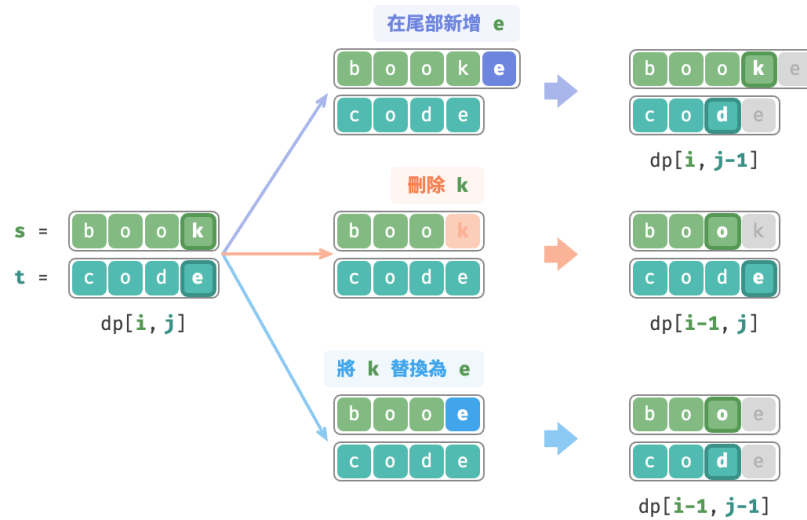 在尾部新增 e
b o o k e
c o d e
b o o k e
c o d e
dp[i, j-1]
刪除 k
s = b o o k
t = c o d e
dp[i, j]
b o o k
c o d e
b o o k
c o d e
dp[i-1, j]
將 k 替換為 e
b o o e
c o d e
b o o e
c o d e
dp[i-1, j-1]